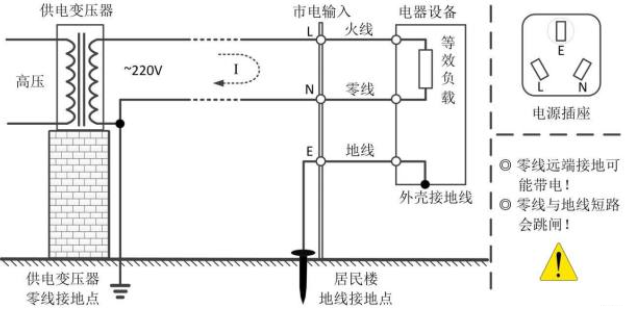 供电变压器
市电输入
电器设备
L
火线
等效负载
高压
~220V
I
N
零线
E
地线
外壳接地线
供电变压器
零线接地点
居民楼
地线接地点
E
L
N
电源插座
◎ 零线远端接地可
能带电！
◎ 零线与地线短路
会跳闸！
!